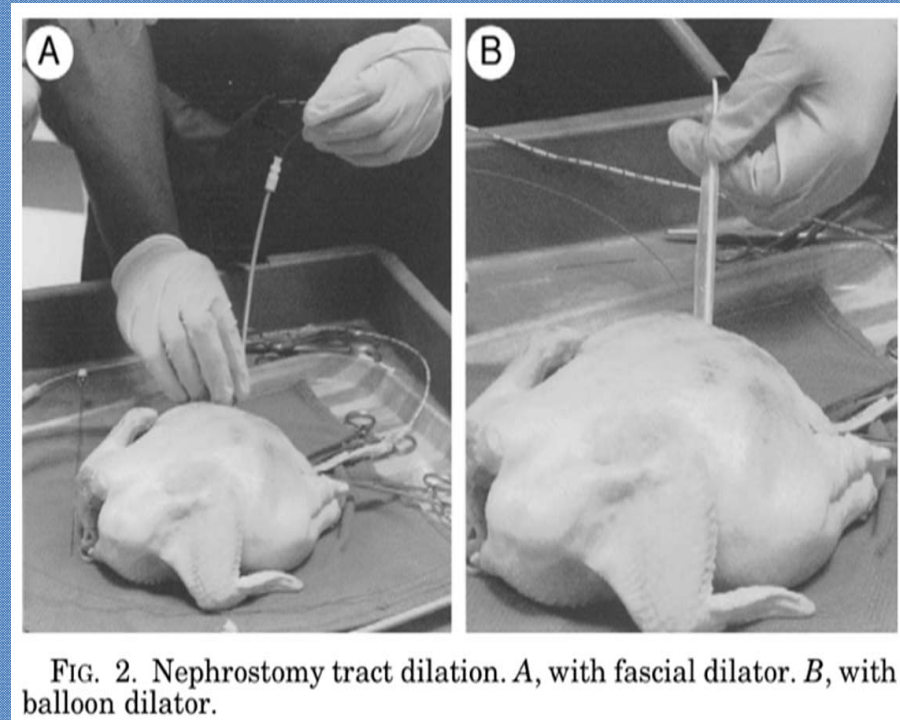 A
B
FIG. 2. Nephrostomy tract dilation. A, with fascial dilator. B, with
balloon dilator.